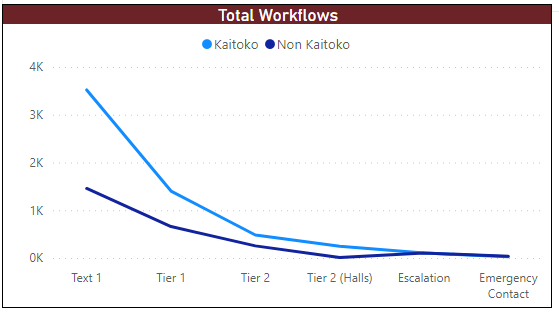 Total Workflows
Kaitoko Non Kaitoko
4K
3K
2K
1K
0K
Text 1 Tier 1 Tier 2 Tier 2 (Halls) Escalation Emergency
Contact